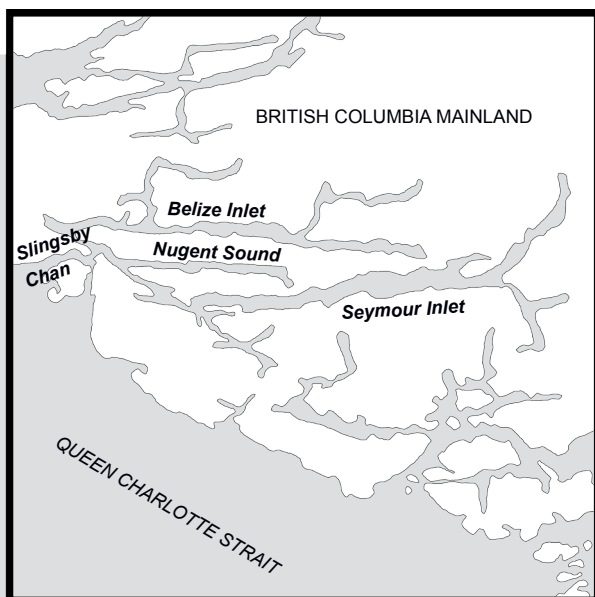 BRITISH COLUMBIA MAINLAND
Belize Inlet
Slingsby
Chan
Nugent Sound
Seymour Inlet
QUEEN CHARLOTTE STRAIT